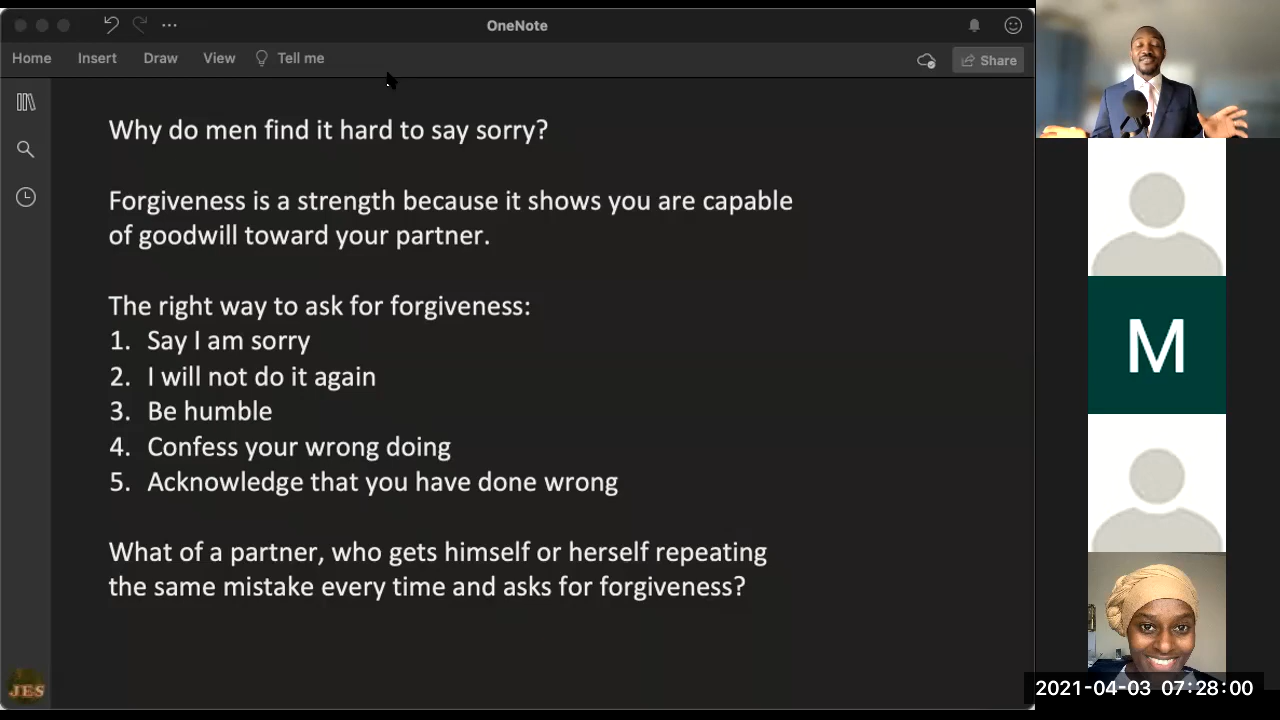 OneNote
Home Insert Draw View Tell me Share
Why do men find it hard to say sorry?
Forgiveness is a strength because it shows you are capable
of goodwill toward your partner.
The right way to ask for forgiveness:
1. Say I am sorry
2. I will not do it again
3. Be humble
4. Confess your wrong doing
5. Acknowledge that you have done wrong
What of a partner, who gets himself or herself repeating
the same mistake every time and asks for forgiveness?
JES
M
2021-04-03 07:28:00